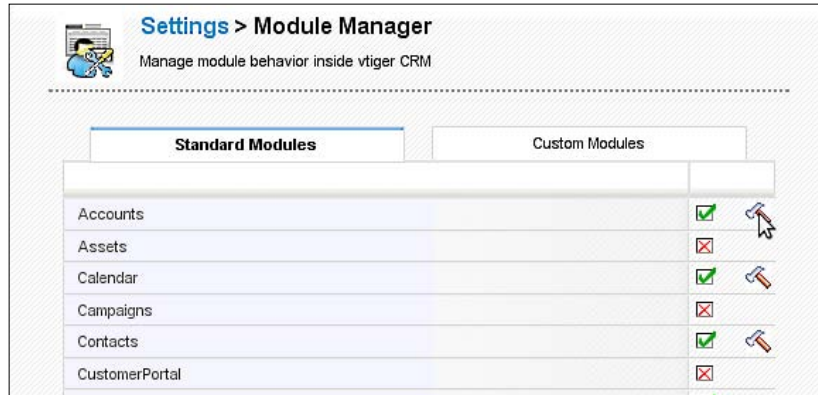 Settings > Module Manager
Manage module behavior inside vtiger CRM
Standard Modules
Custom Modules
Accounts
Assets
Calendar
Campaigns
Contacts
CustomerPortal